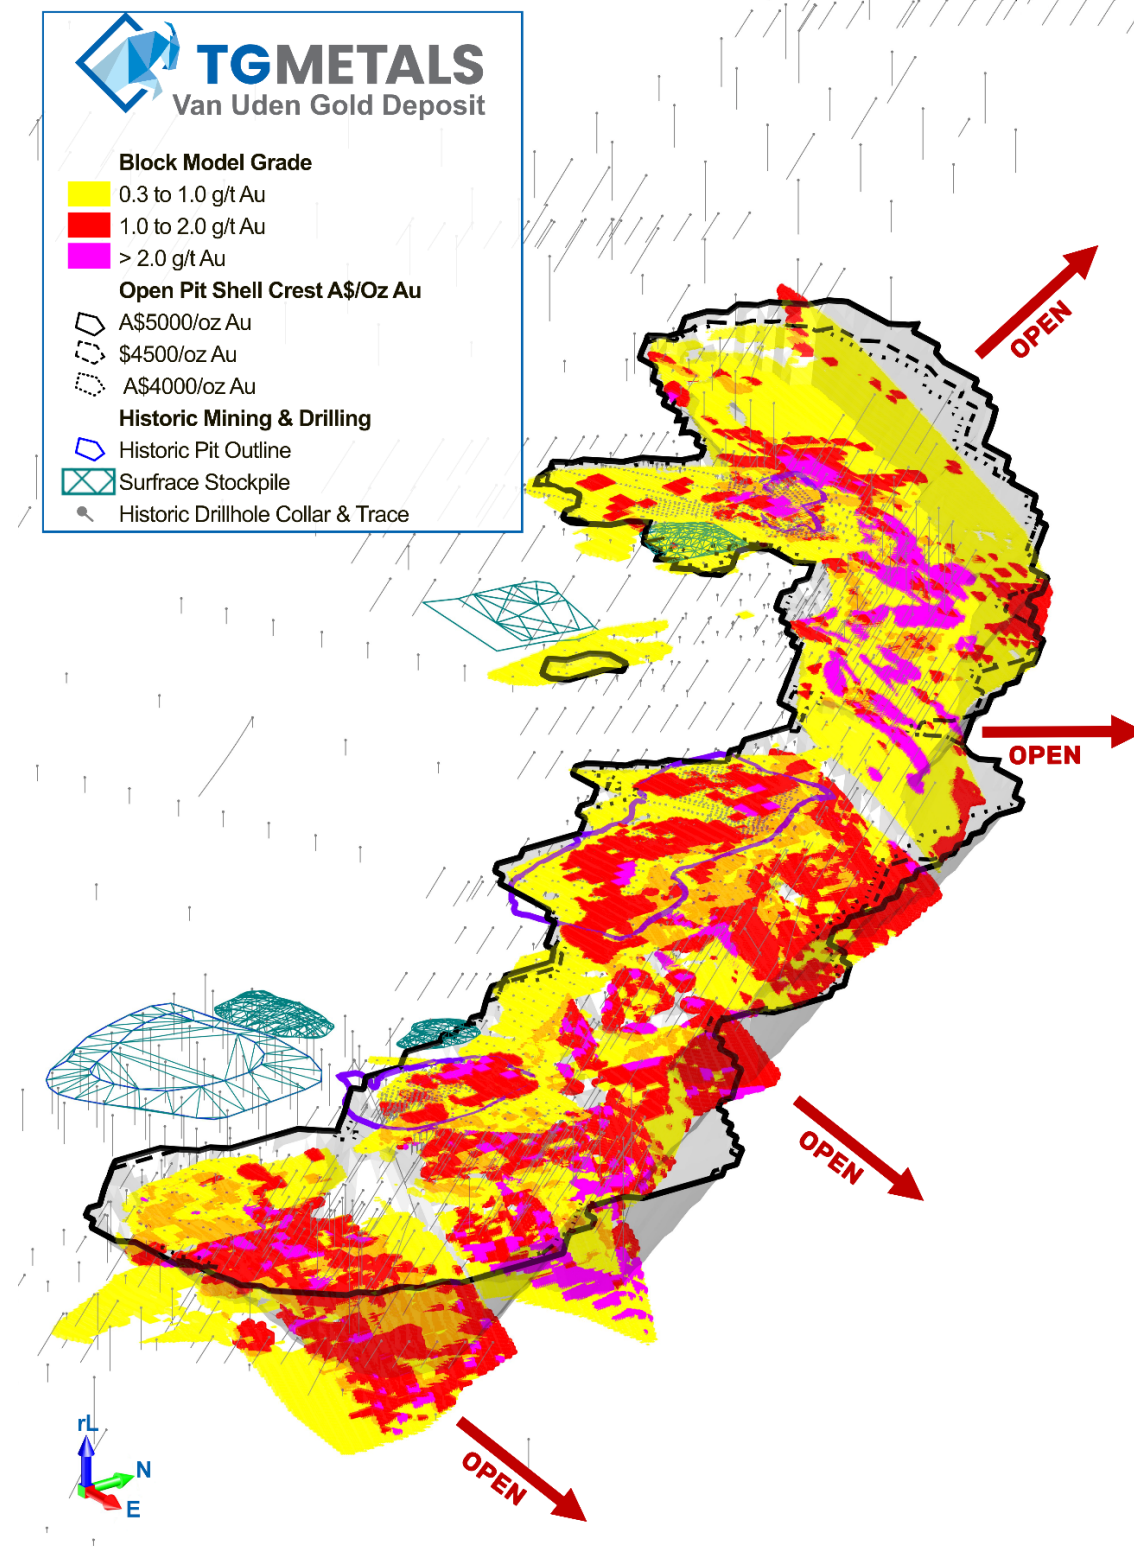 TGMETALS
Van Uden Gold Deposit
Block Model Grade
0.3 to 1.0 g/t Au
1.0 to 2.0 g/t Au
> 2.0 g/t Au
Open Pit Shell Crest A$/Oz Au
A$5000/oz Au
$4500/oz Au
A$4000/oz Au
Historic Mining & Drilling
Historic Pit Outline
Surfrace Stockpile
Historic Drillhole Collar & Trace
OPEN
OPEN
OPEN
OPEN
rL
N
E